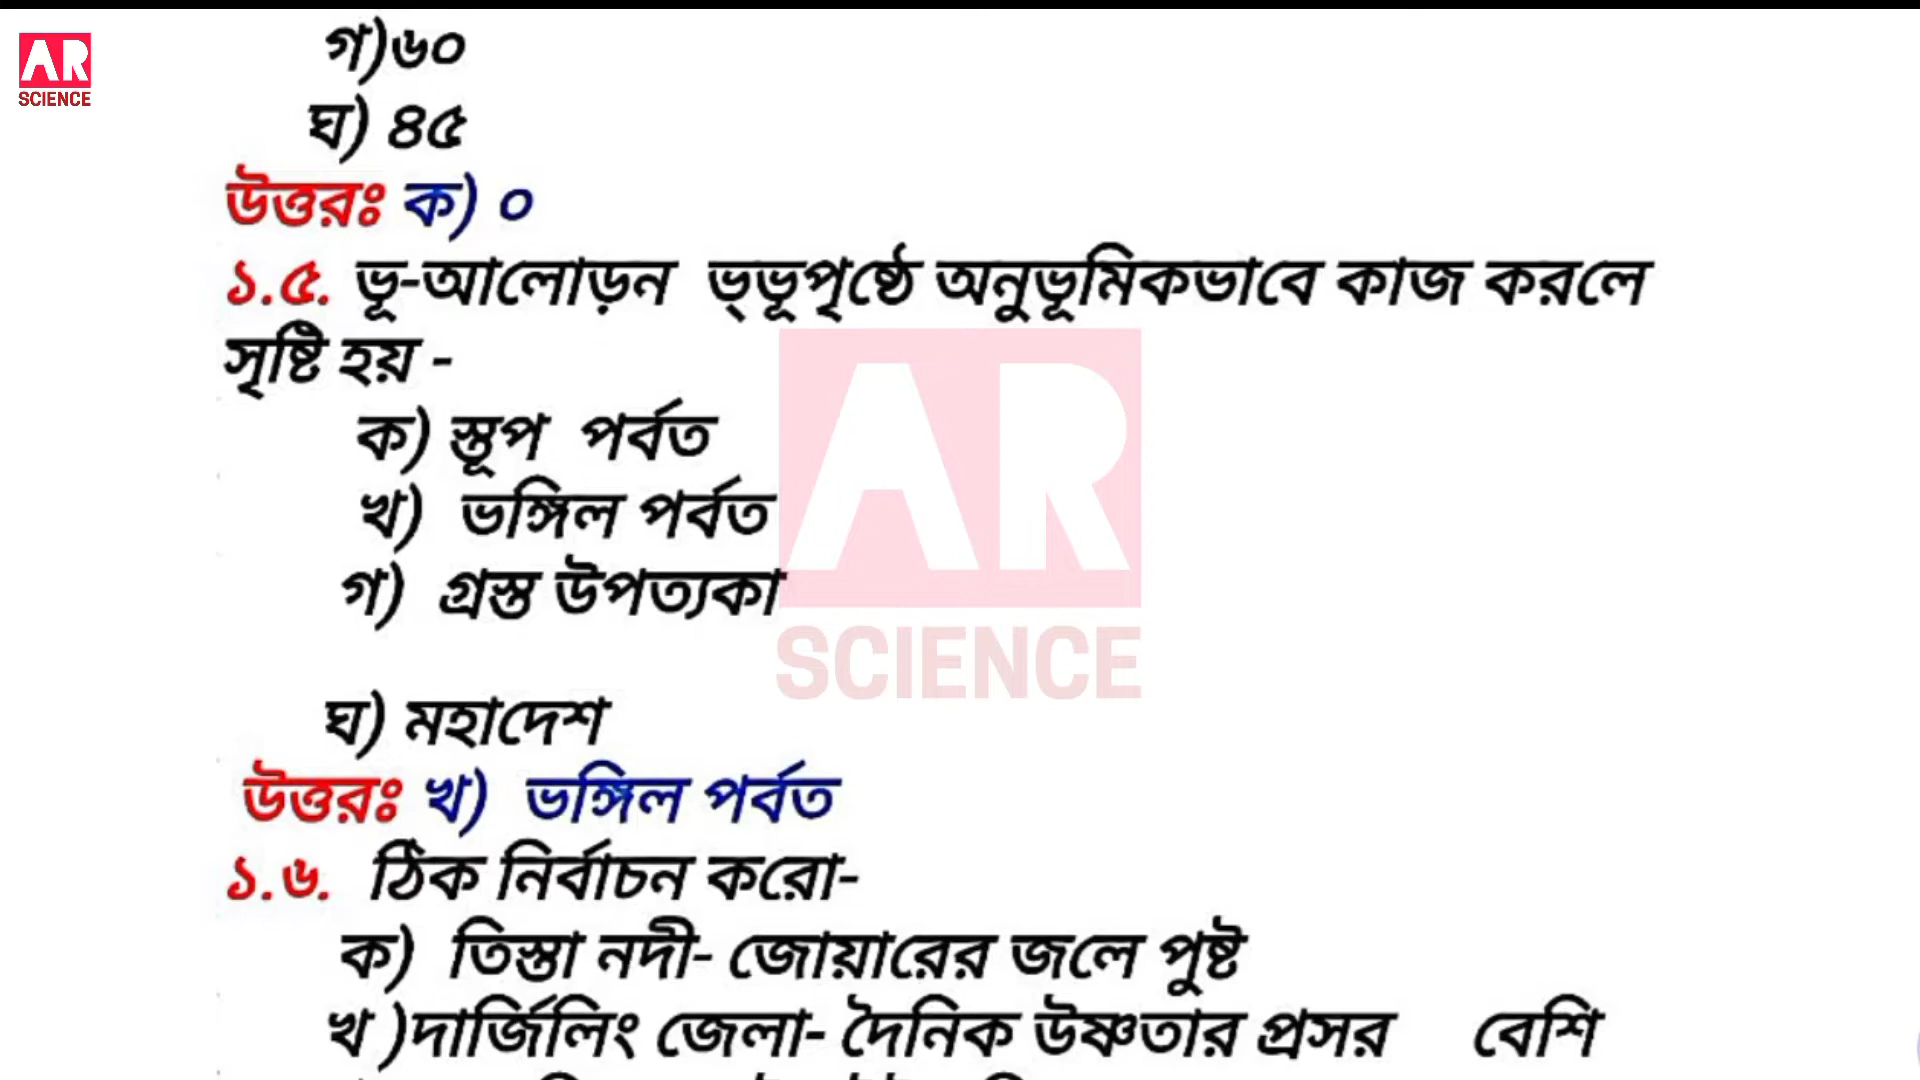 AR
SCIENCE
গ)৬০
ঘ) ৪৫
উত্তরঃ ক) ০
১.৫. ভূ-আলোড়ন ভ্ভূপৃষ্ঠে অনুভূমিকভাবে কাজ করলে
সৃষ্টি হয় -
ক) স্তূপ পর্বত
খ) ভঙ্গিল পর্বত
গ) গ্রস্ত উপত্যকা
AR
SCIENCE
ঘ) মহাদেশ
উত্তরঃ খ) ভঙ্গিল পর্বত
১.৬. ঠিক নির্বাচন করো-
ক) তিস্তা নদী- জোয়ারের জলে পুষ্ট
খ )দার্জিলিং জেলা- দৈনিক উষ্ণতার প্রসর বেশি